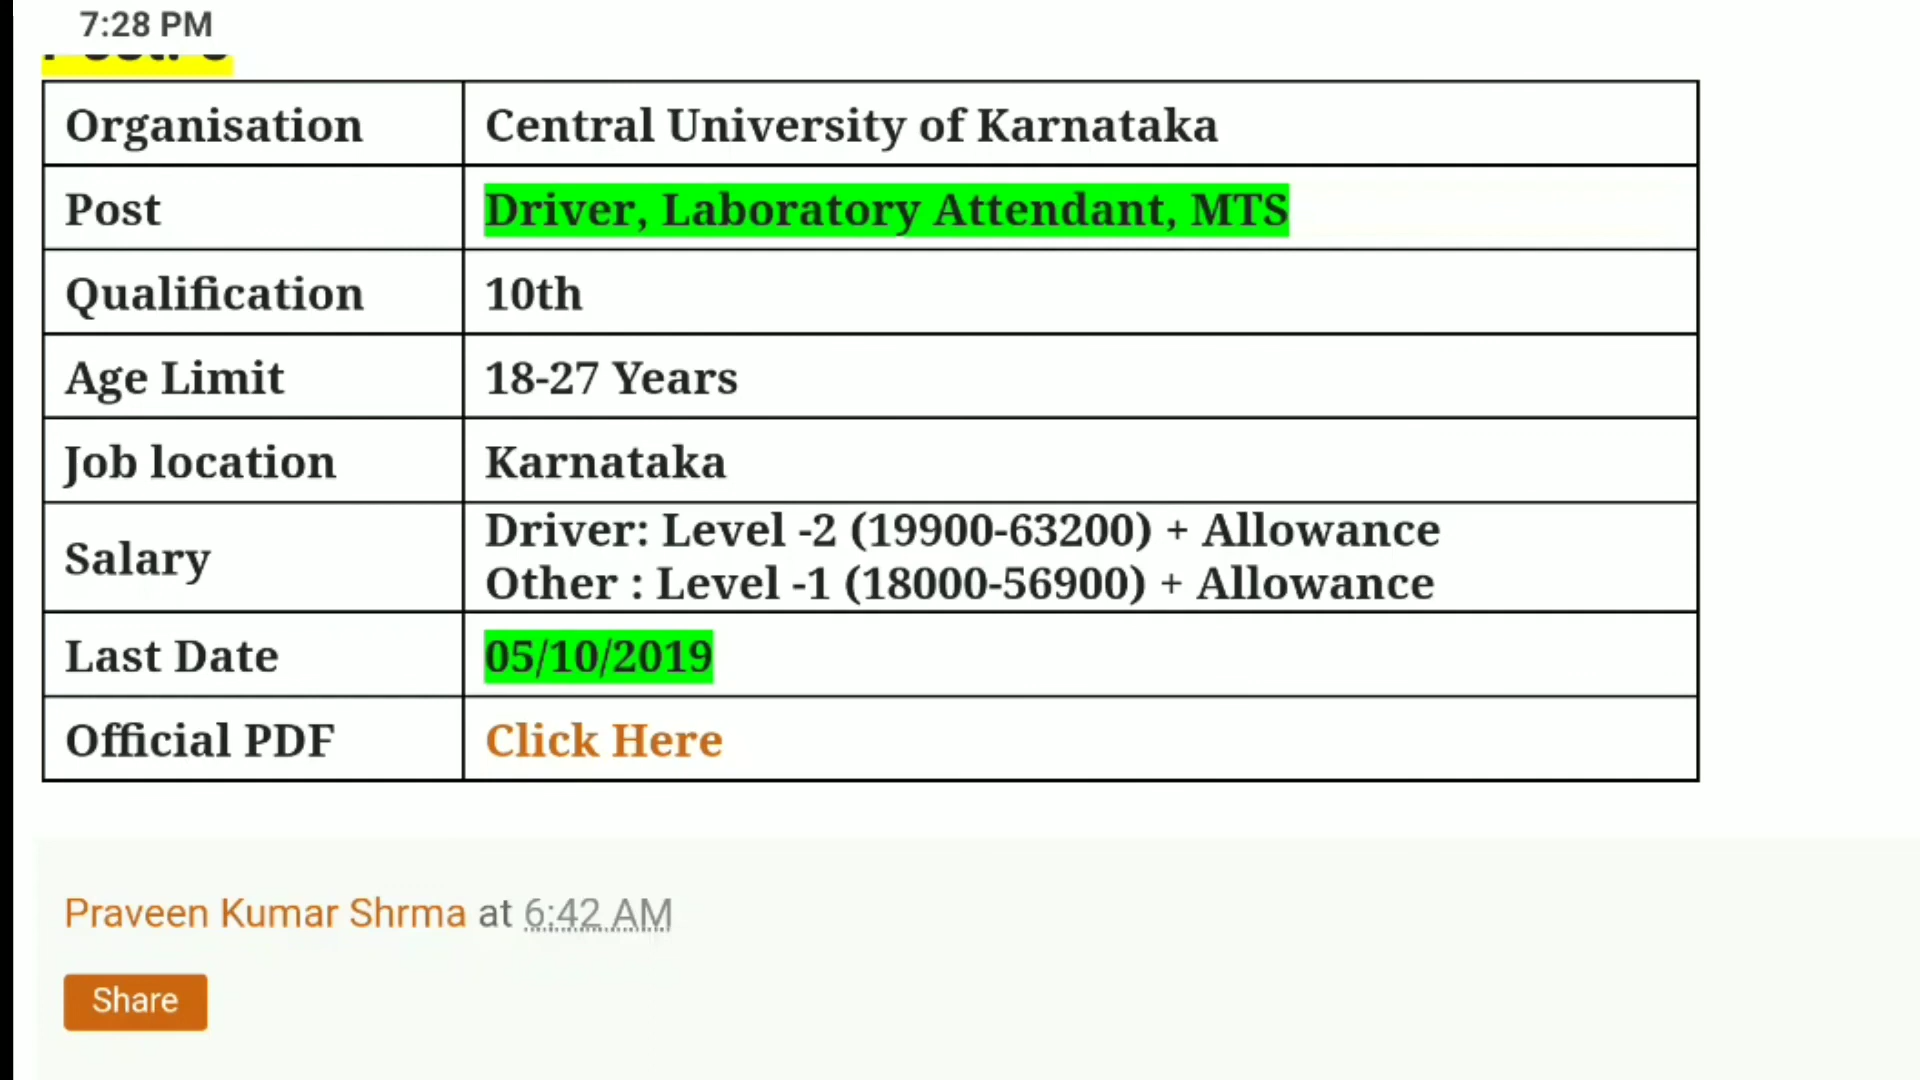 7:28 PM
Organisation Central University of Karnataka
Post Driver, Laboratory Attendant, MTS
Qualification 10th
Age Limit 18-27 Years
Job location Karnataka
Salary Driver: Level -2 (19900-63200) + Allowance
Other : Level -1 (18000-56900) + Allowance
Last Date 05/10/2019
Official PDF Click Here
Praveen Kumar Shrma at 6:42 AM
Share